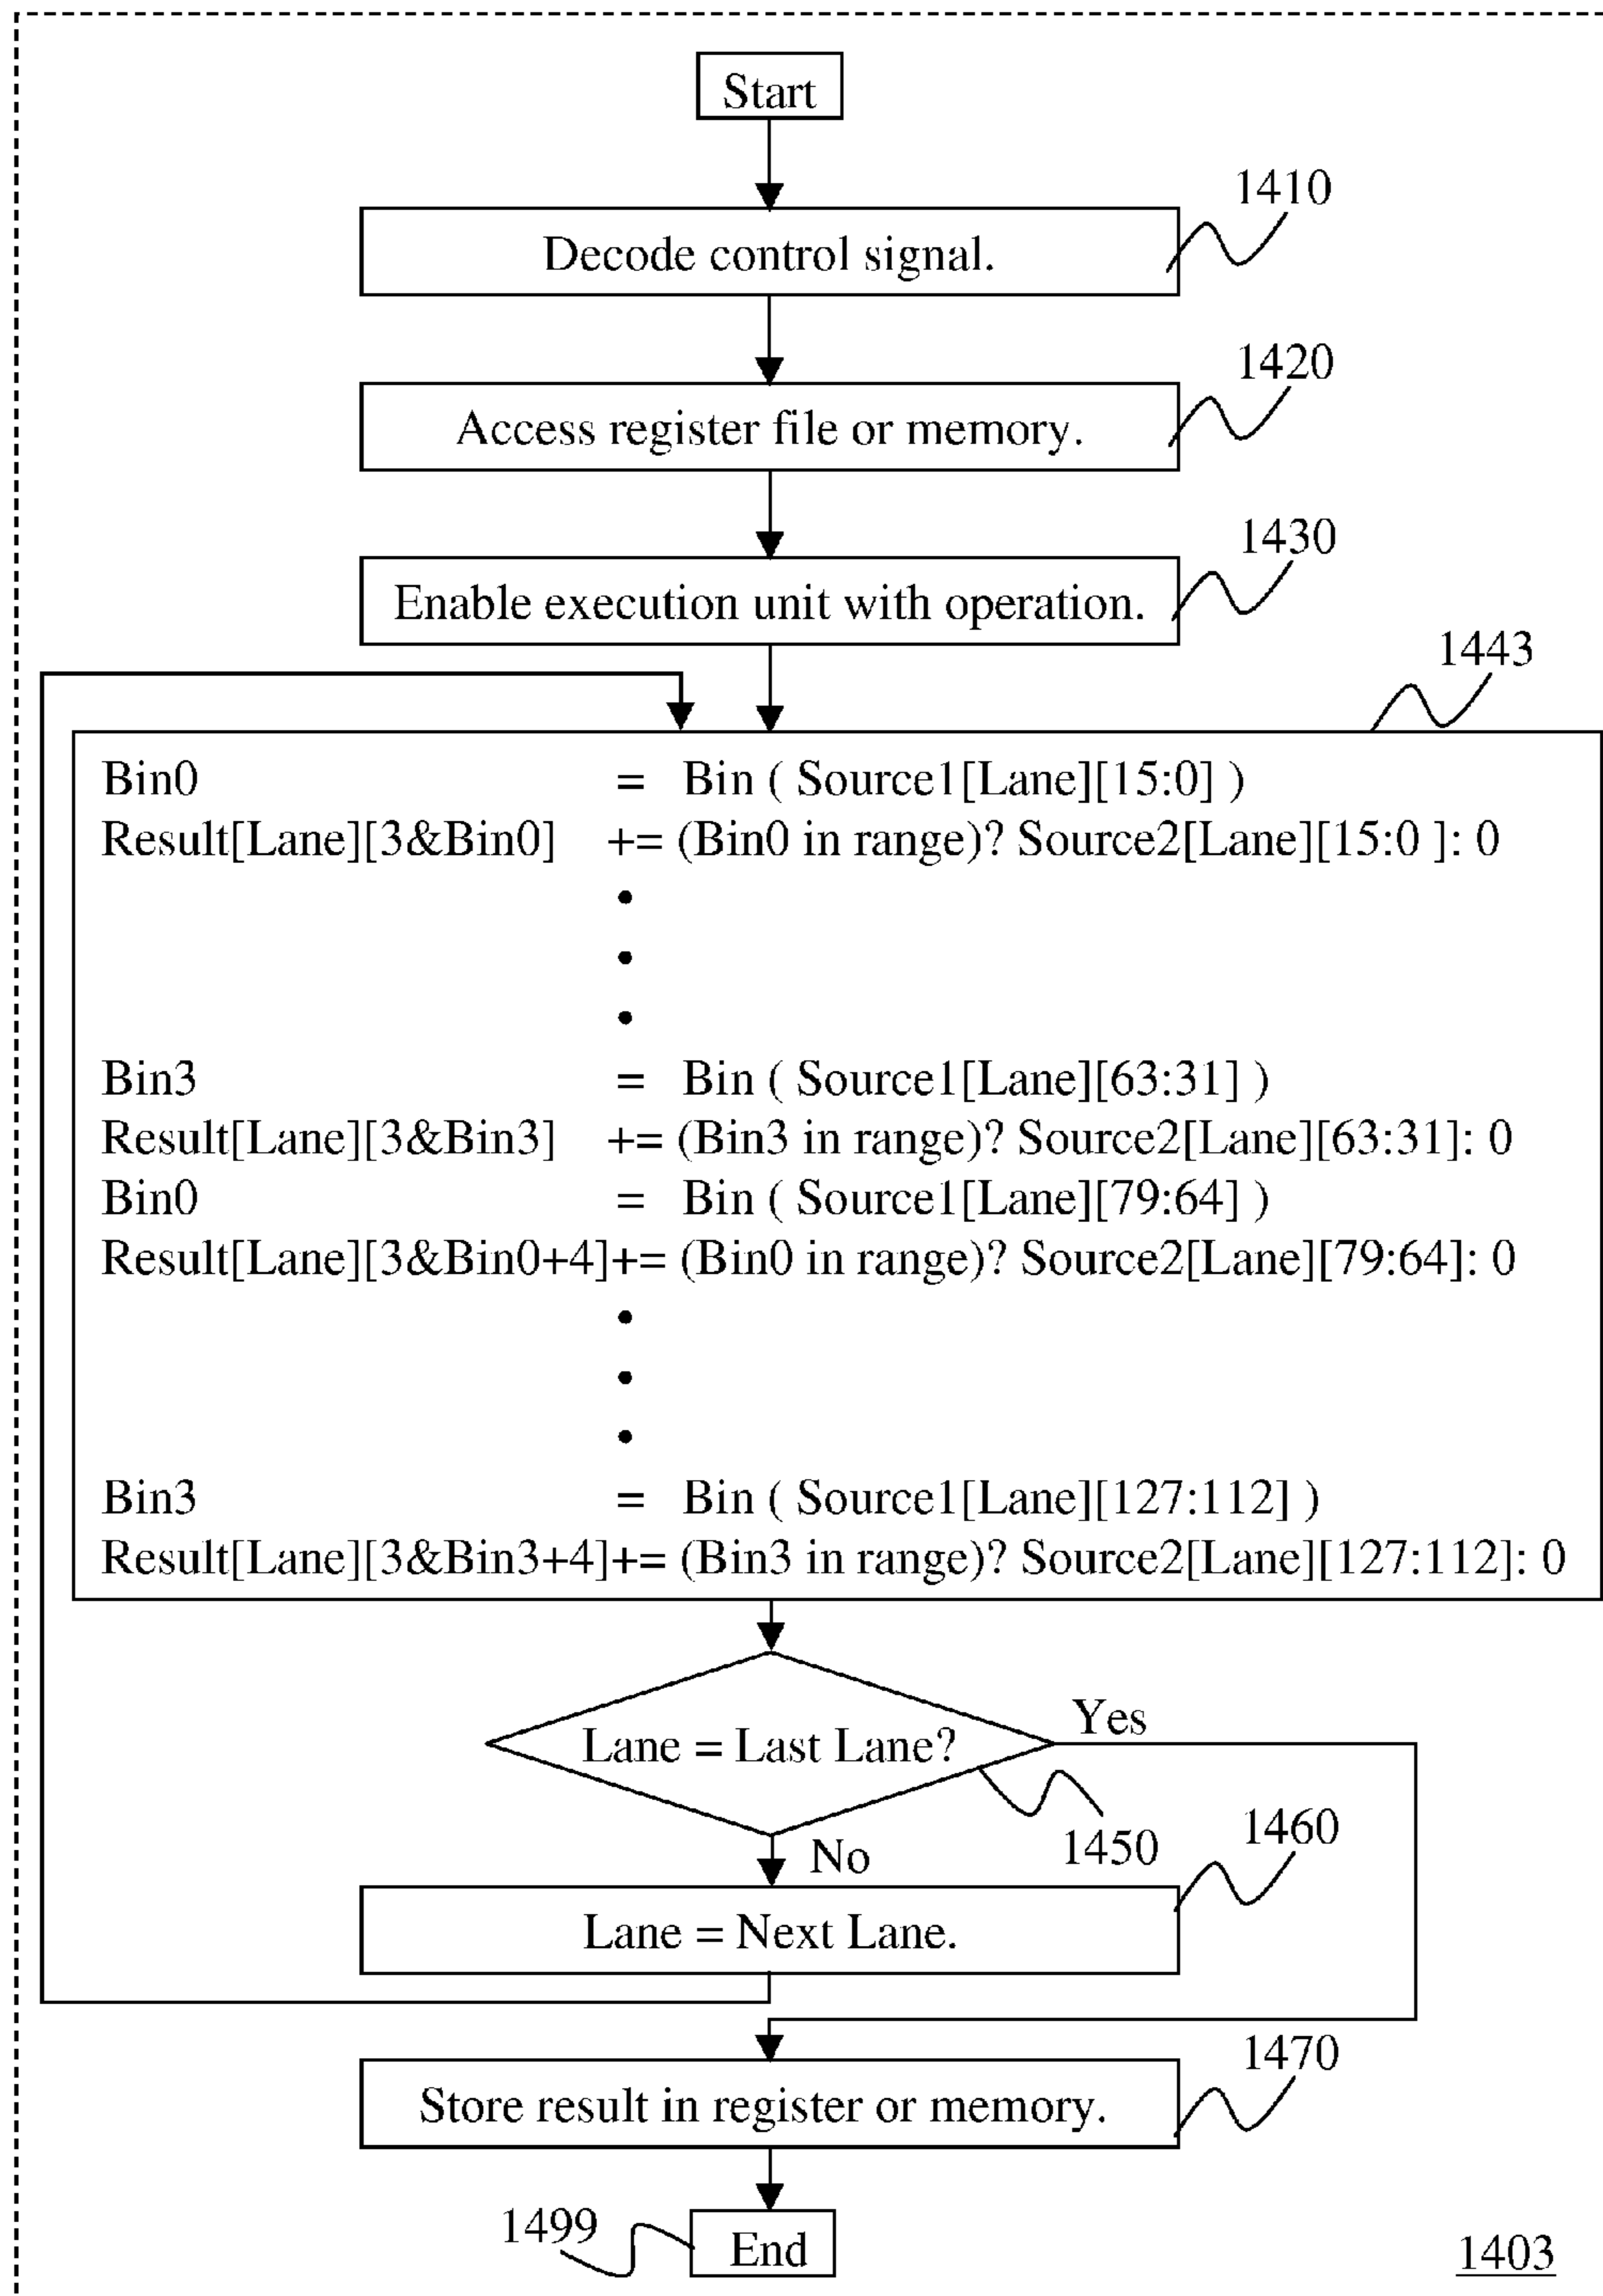 Start
1410
Decode control signal.
1420
Access register file or memory.
1430
Enable execution unit with operation.
1443
Bin0 = Bin ( Source1[Lane][15:0] )
Result[Lane][3&Bin0] += (Bin0 in range)? Source2[Lane][15:0 ]: 0
•
•
•
Bin3 = Bin ( Source1[Lane][63:31] )
Result[Lane][3&Bin3] += (Bin3 in range)? Source2[Lane][63:31]: 0
Bin0 = Bin ( Source1[Lane][79:64] )
Result[Lane][3&Bin0+4]+= (Bin0 in range)? Source2[Lane][79:64]: 0
•
•
•
Bin3 = Bin ( Source1[Lane][127:112] )
Result[Lane][3&Bin3+4]+= (Bin3 in range)? Source2[Lane][127:112]: 0
Lane = Last Lane?
Yes
1450
No
1460
Lane = Next Lane.
1470
Store result in register or memory.
1499
End
1403